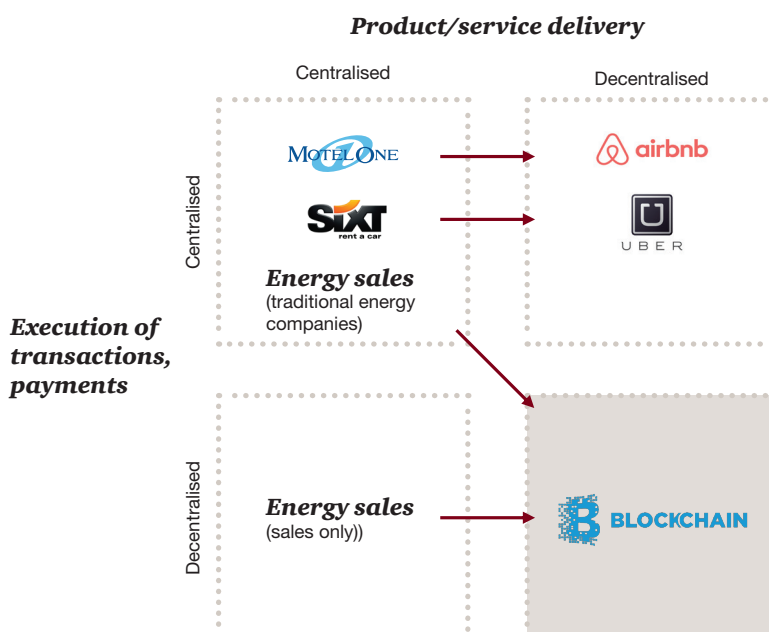 Product/service delivery
Centralised
Decentralised
MOTEL ONE
airbnb
Centralised
SIXT
rent a car
UBER
Energy sales
(traditional energy
companies)
Execution of
transactions,
payments
Decentralised
Energy sales
(sales only))
BLOCKCHAIN